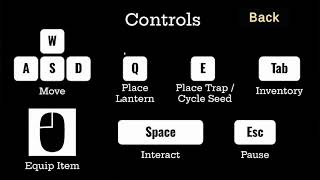 Controls
Back
W
A S D
Q
E
Tab
Move
Place
Lantern
Place Trap /
Cycle Seed
Inventory
Space
Esc
Equip Item
Interact
Pause